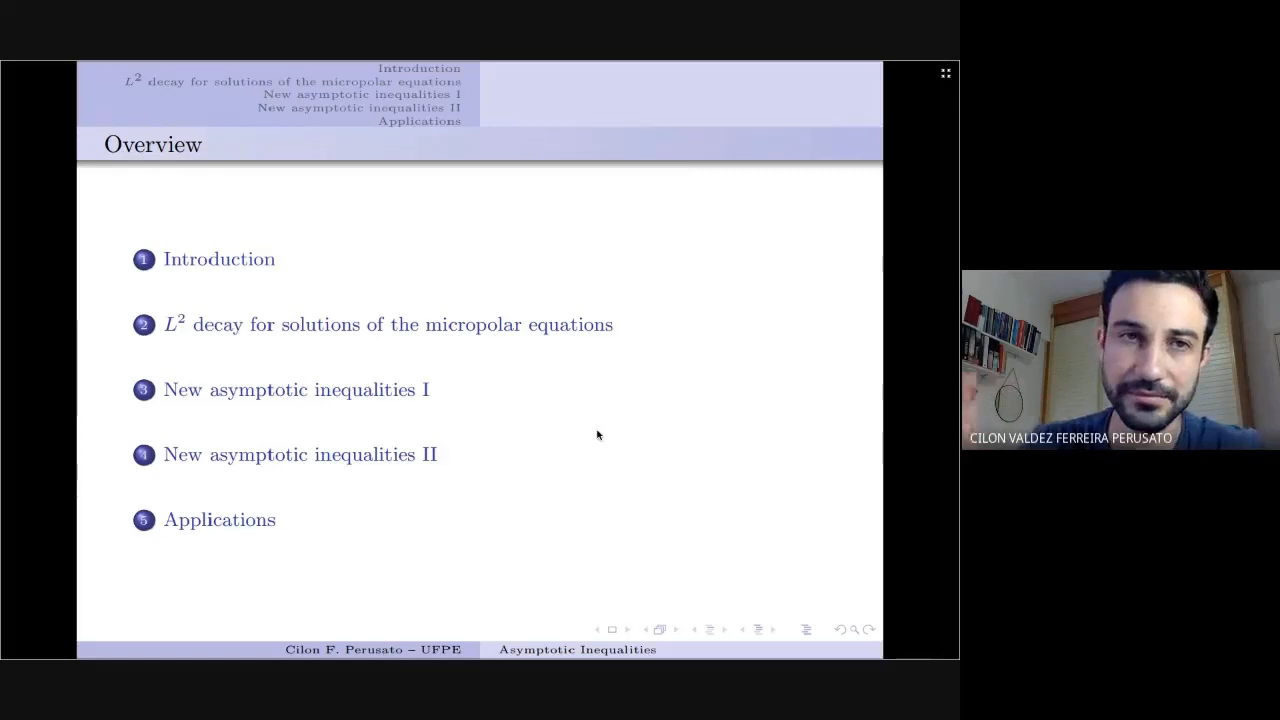 Introduction
L² decay for solutions of the micropolar equations
New asymptotic inequalities I
New asymptotic inequalities II
Applications
Overview
1 Introduction
2 L² decay for solutions of the micropolar equations
3 New asymptotic inequalities I
4 New asymptotic inequalities II
5 Applications
Cilon F. Perusato – UFPE
Asymptotic Inequalities
CILON VALDEZ FERREIRA PERUSATO